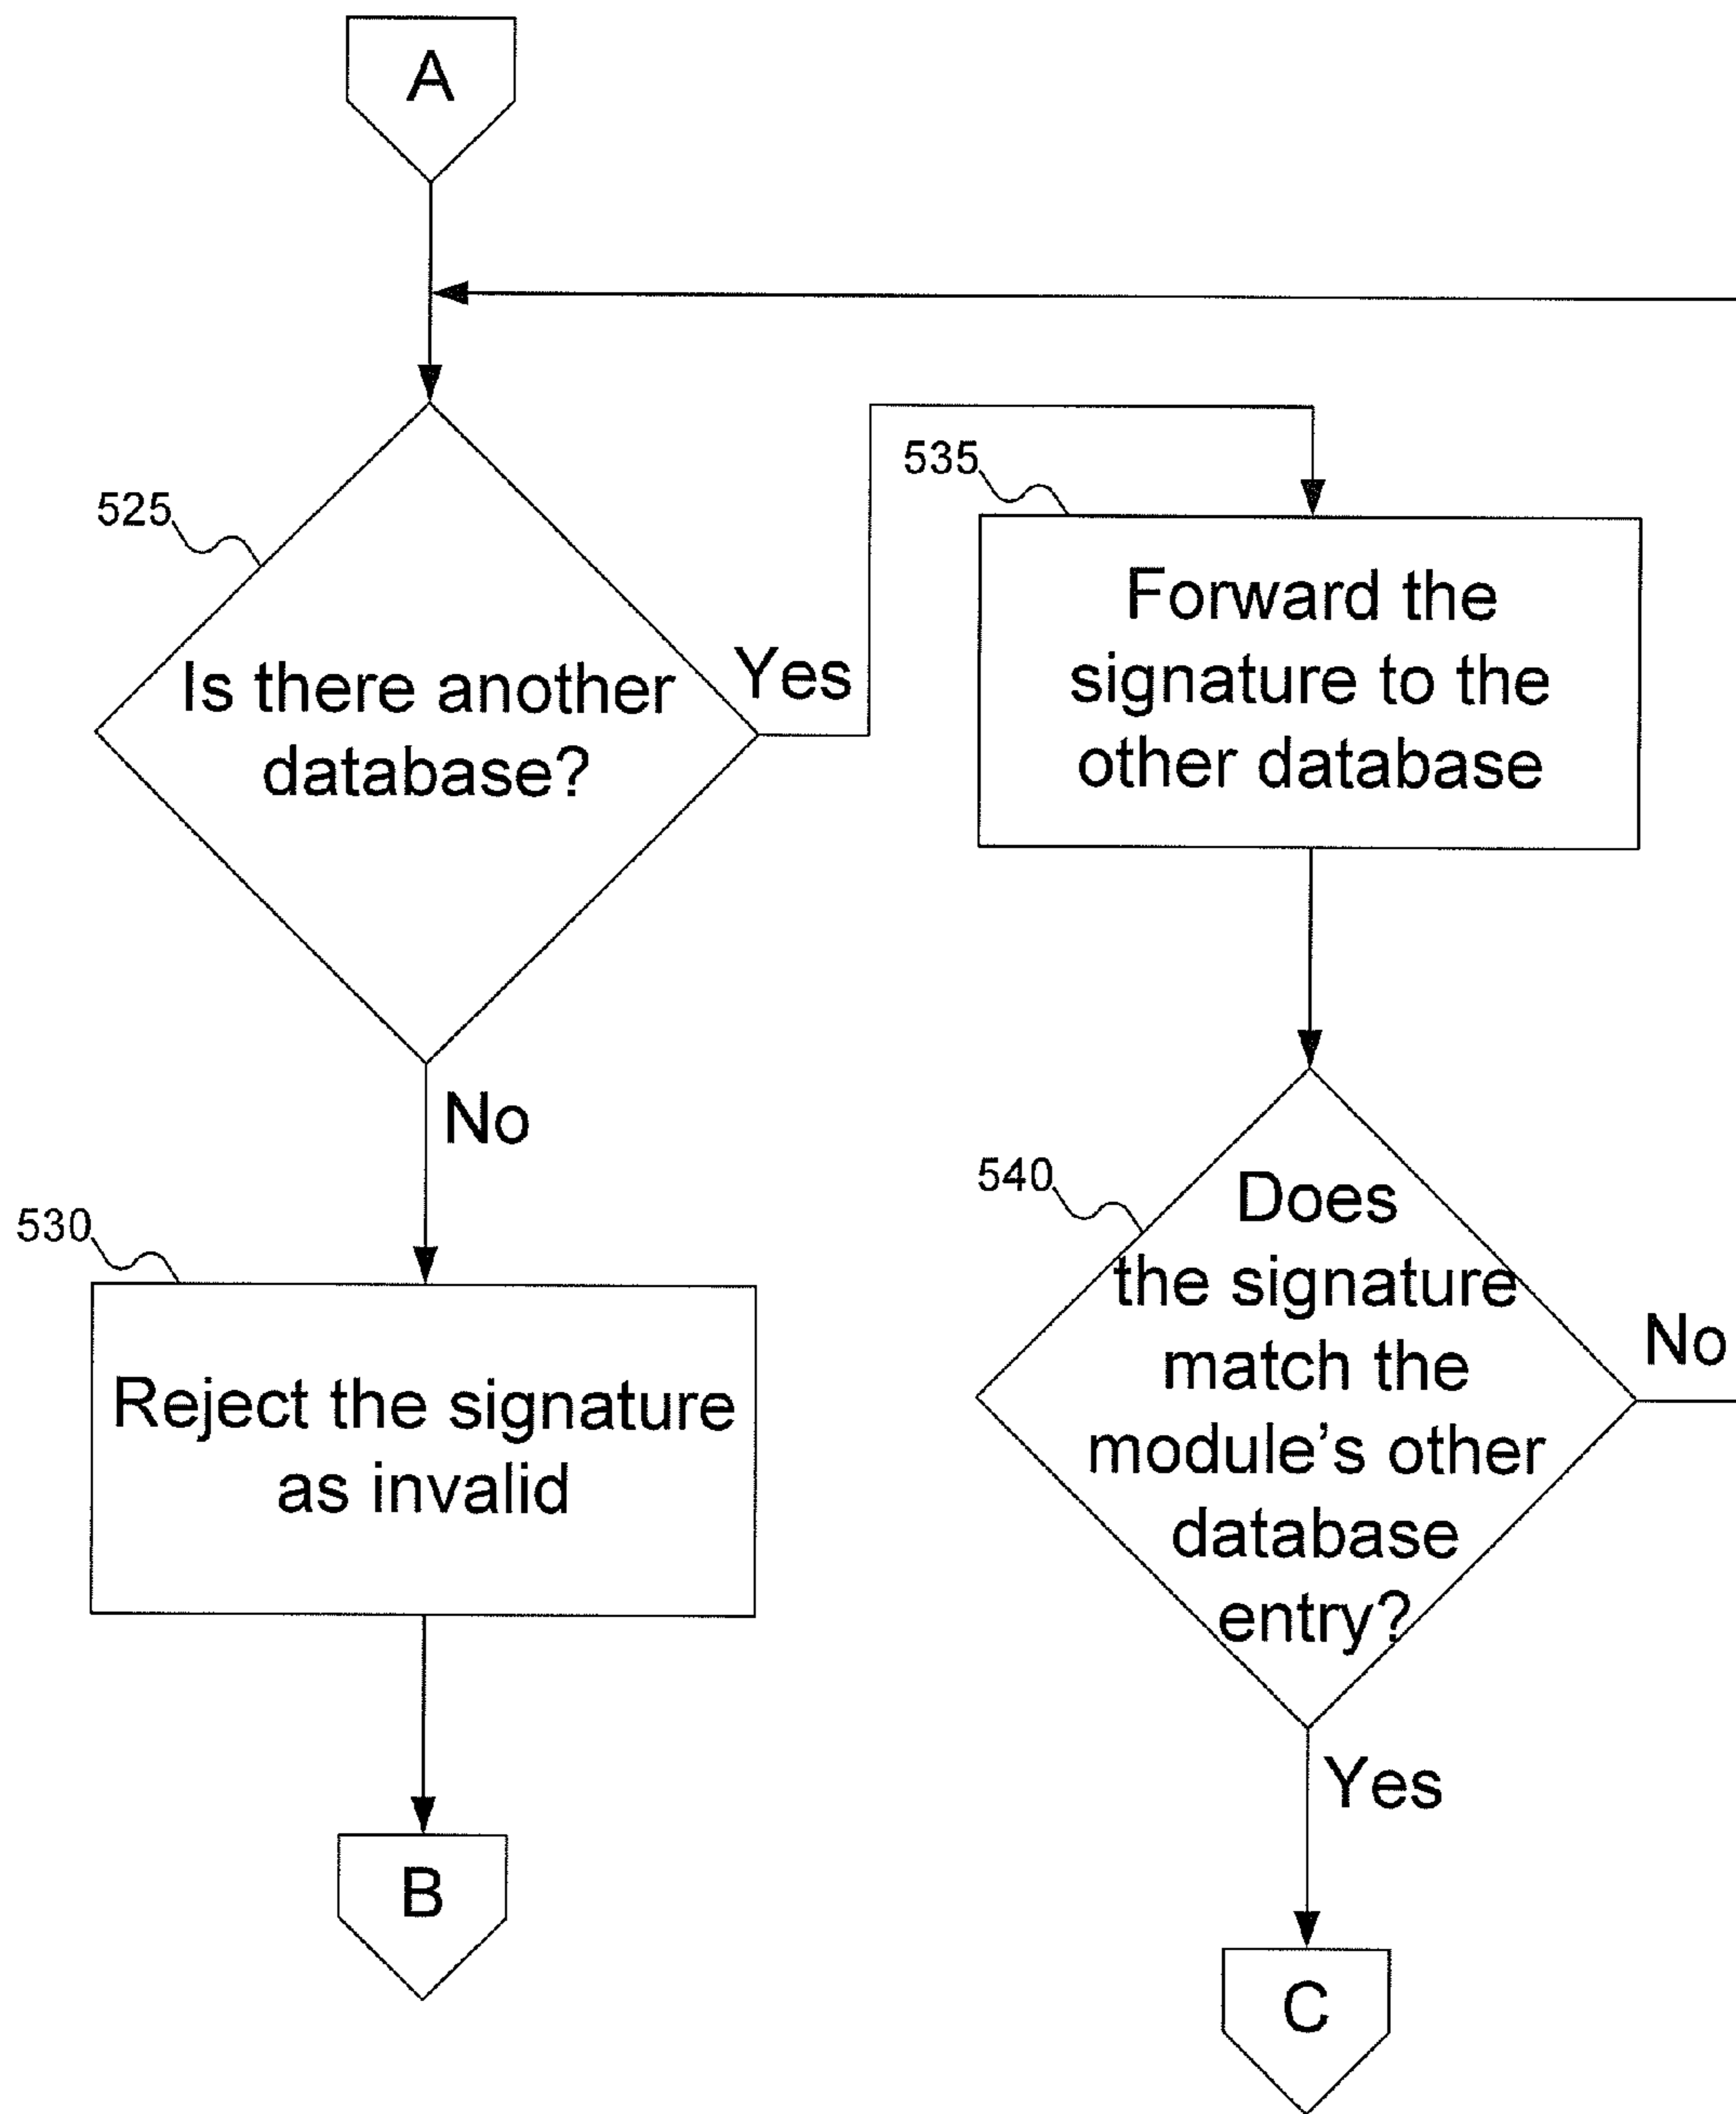 A
525
Is there another
database?
Yes
535
Forward the
signature to the
other database
No
530
Reject the signature
as invalid
B
540
Does
the signature
match the
module's other
database
entry?
No
Yes
C